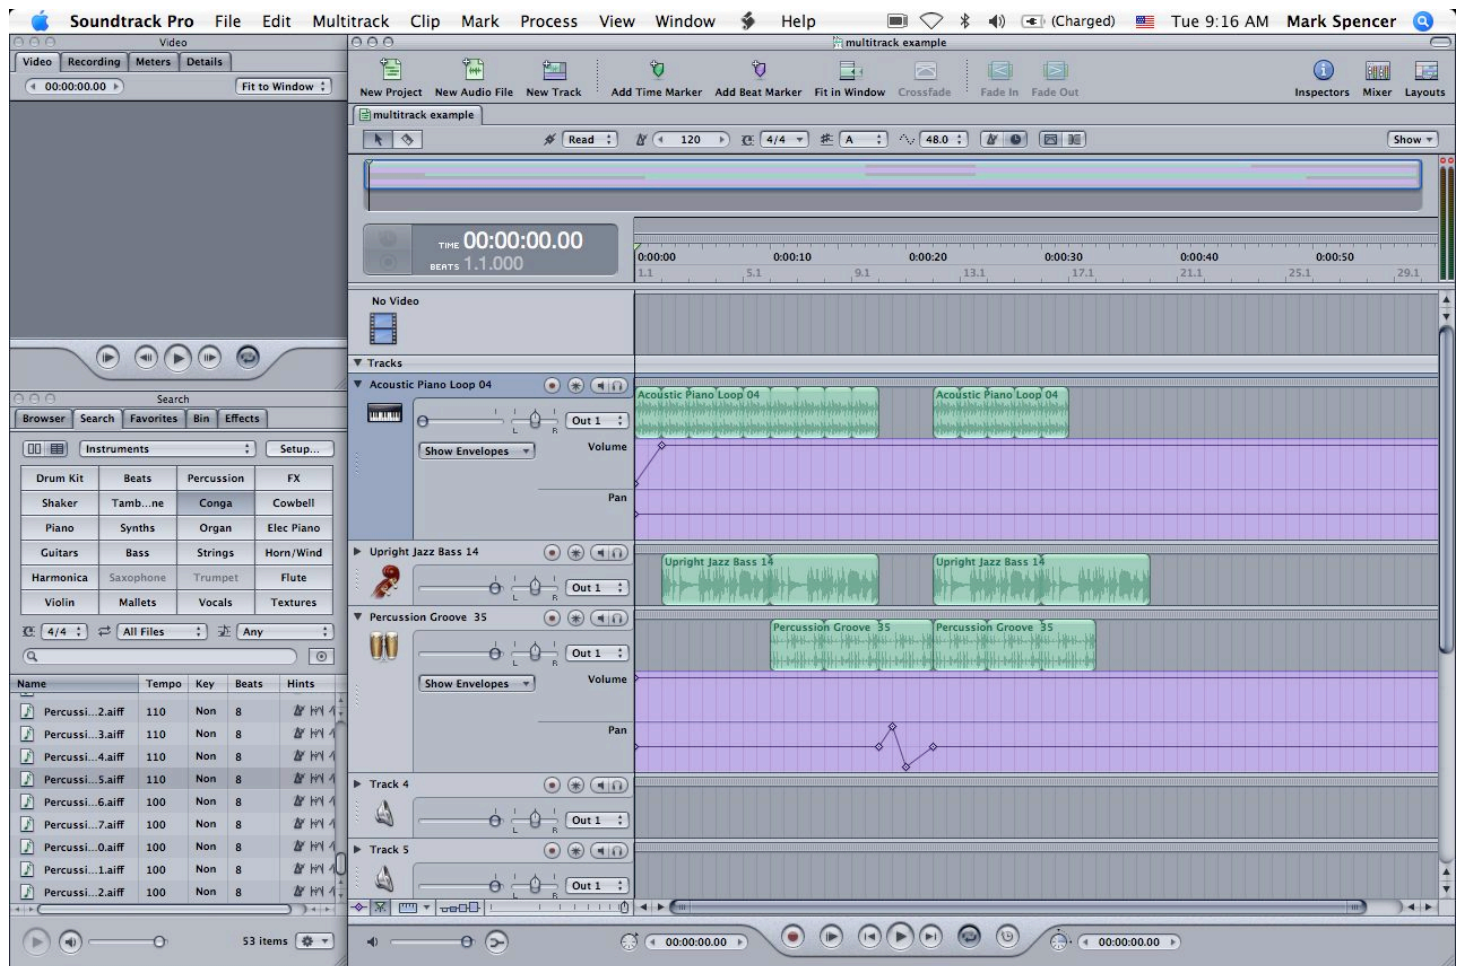 Soundtrack Pro File Edit Multitrack Clip Mark Process View Window Help (Charged) Tue 9:16 AM Mark Spencer
Video
Video Recording Meters Details
00:00:00.00 Fit to Window
multitrack example
New Project New Audio File New Track Add Time Marker Add Beat Marker Fit in Window Crossfade Fade In Fade Out Inspectors Mixer Layouts
multitrack example
Read 120 4/4 A 48.0 Show
TIME 00:00:00.00
BEATS 1.1.000
0:00:00 0:00:10 0:00:20 0:00:30 0:00:40 0:00:50
1.1 5.1 9.1 13.1 17.1 21.1 25.1 29.1
No Video
Tracks
Acoustic Piano Loop 04
Acoustic Piano Loop 04 Acoustic Piano Loop 04
L R Out 1
Show Envelopes Volume
Pan
Upright Jazz Bass 14
Upright Jazz Bass 14 Upright Jazz Bass 14
L R Out 1
Percussion Groove 35
Percussion Groove 35 Percussion Groove 35
L R Out 1
Show Envelopes Volume
Pan
Track 4
L R Out 1
Track 5
L R Out 1
00:00:00.00 00:00:00.00
Search
Browser Search Favorites Bin Effects
Instruments Setup...
Drum Kit Beats Percussion FX
Shaker Tamb...ne Conga Cowbell
Piano Synths Organ Elec Piano
Guitars Bass Strings Horn/Wind
Harmonica Saxophone Trumpet Flute
Violin Mallets Vocals Textures
4/4 All Files Any
Name Tempo Key Beats Hints
Percussi...2.aiff 110 Non 8
Percussi...3.aiff 110 Non 8
Percussi...4.aiff 110 Non 8
Percussi...5.aiff 110 Non 8
Percussi...6.aiff 100 Non 8
Percussi...7.aiff 100 Non 8
Percussi...0.aiff 100 Non 8
Percussi...1.aiff 100 Non 8
Percussi...2.aiff 100 Non 8
53 items